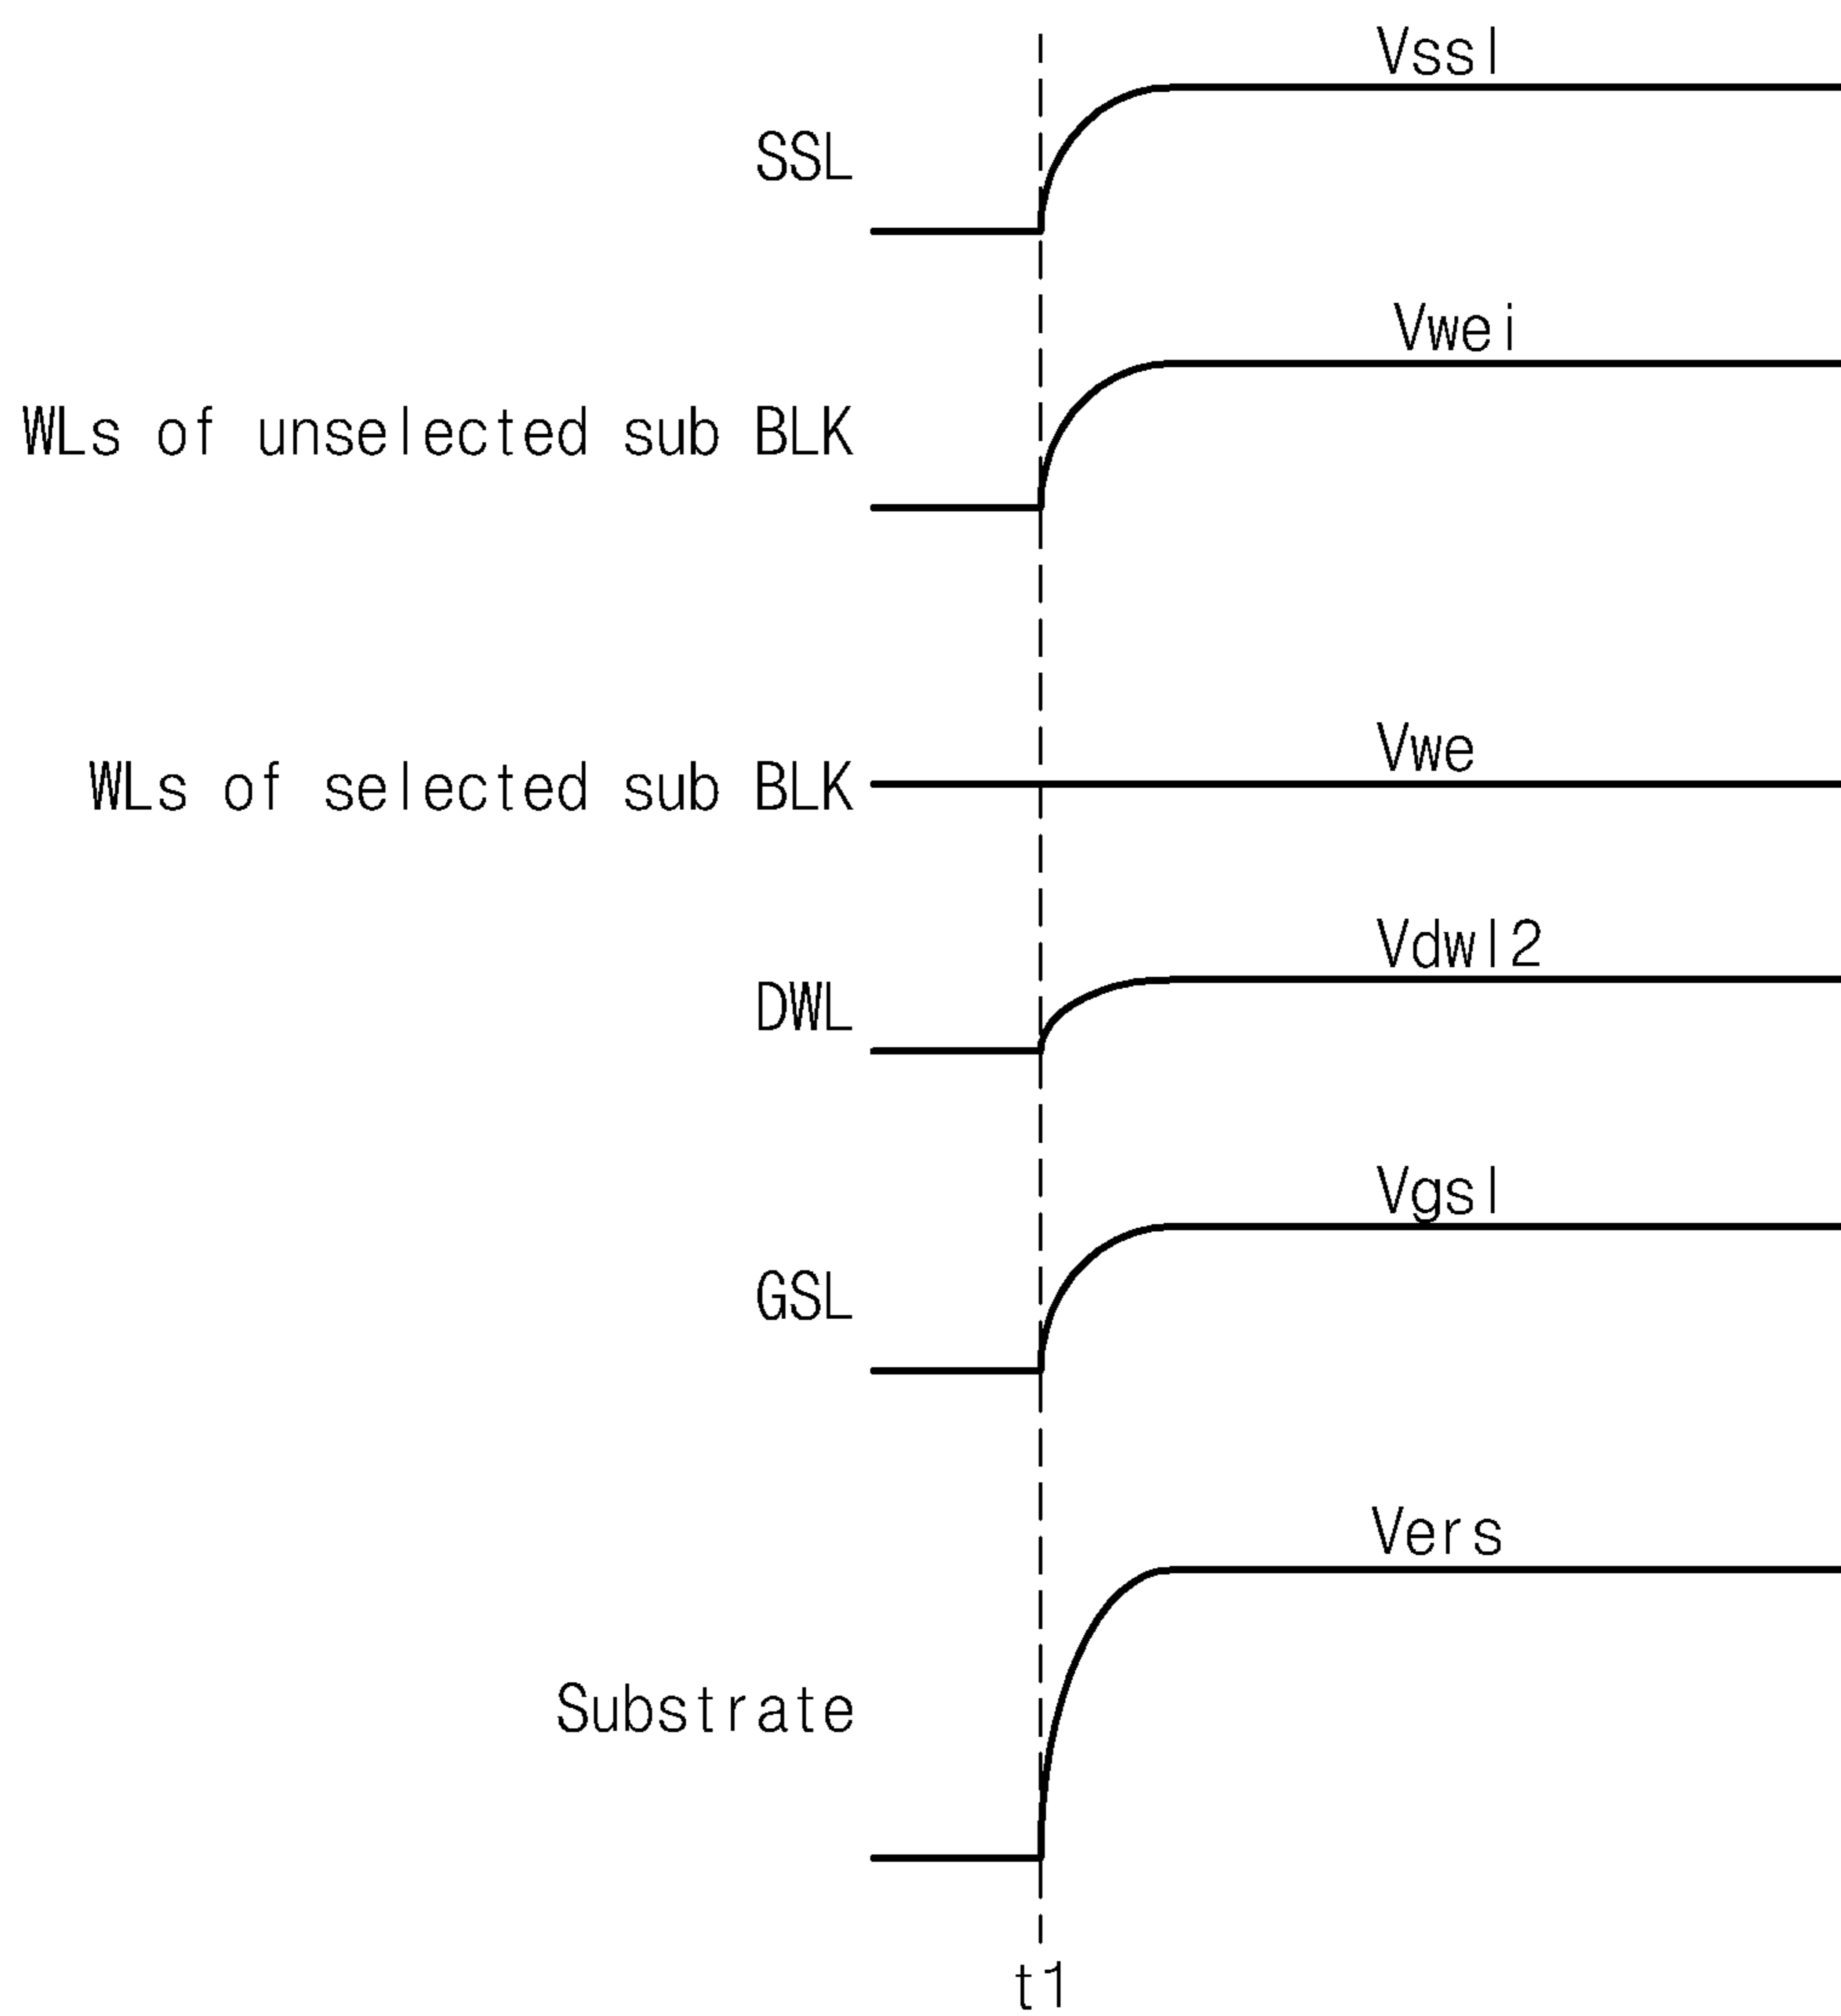 Vssl
SSL
Vwei
WLs of unselected sub BLK
Vwe
WLs of selected sub BLK
Vdwl2
DWL
Vgsl
GSL
Vers
Substrate
t1